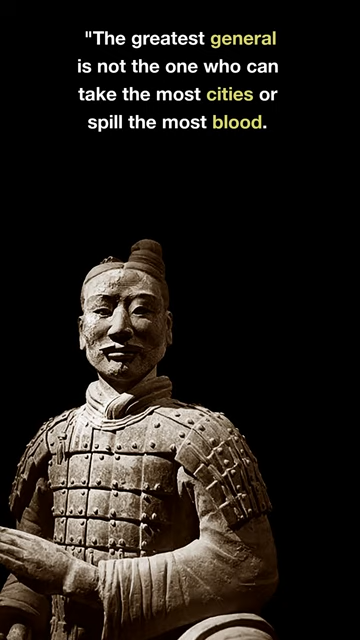 "The greatest general
is not the one who can
take the most cities or
spill the most blood.